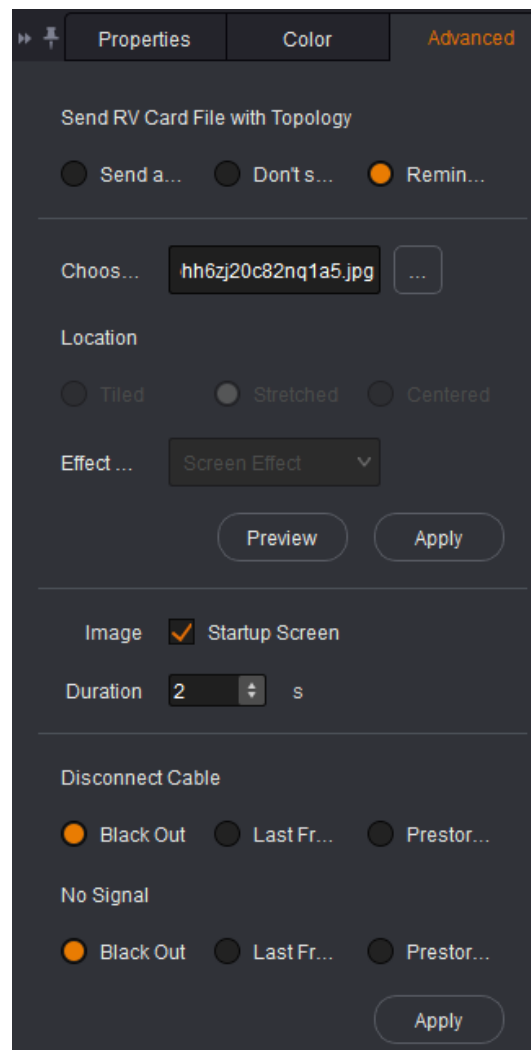 Properties Color Advanced
Send RV Card File with Topology
Send a... Don't s... Remin...
Choos... hh6zj20c82nq1a5.jpg ...
Location
Tiled Stretched Centered
Effect ... Screen Effect
Preview Apply
Image Startup Screen
Duration 2 s
Disconnect Cable
Black Out Last Fr... Prestor...
No Signal
Black Out Last Fr... Prestor...
Apply